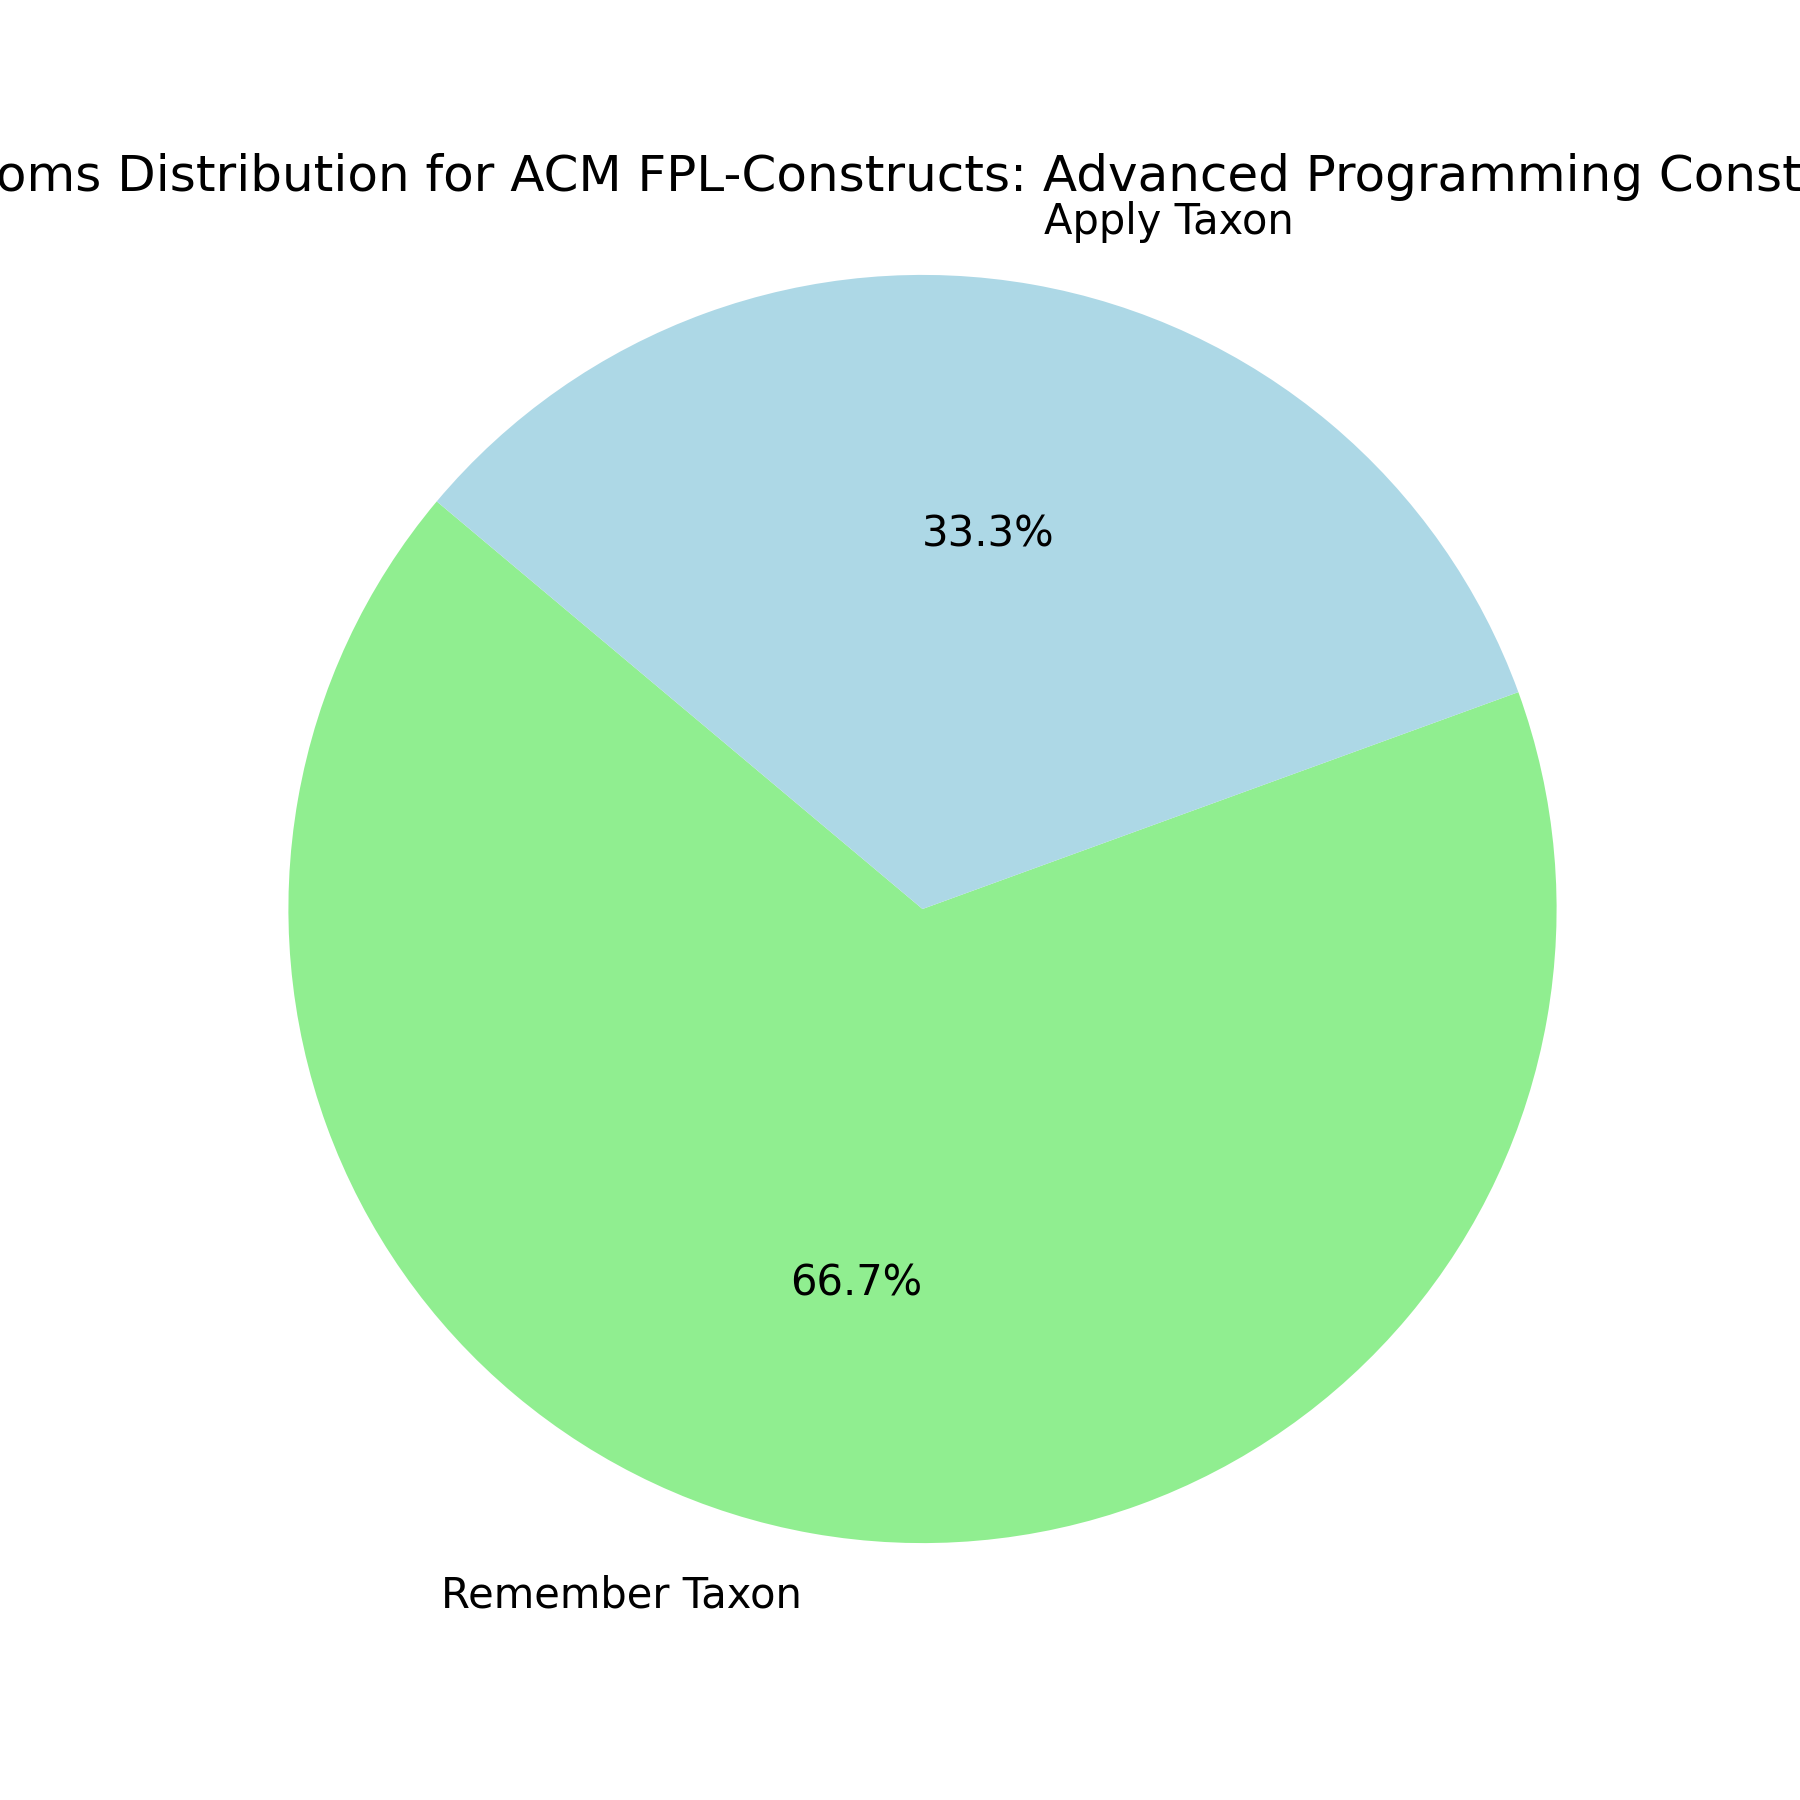 oms Distribution for ACM FPL-Constructs: Advanced Programming Const
Apply Taxon
33.3%
66.7%
Remember Taxon